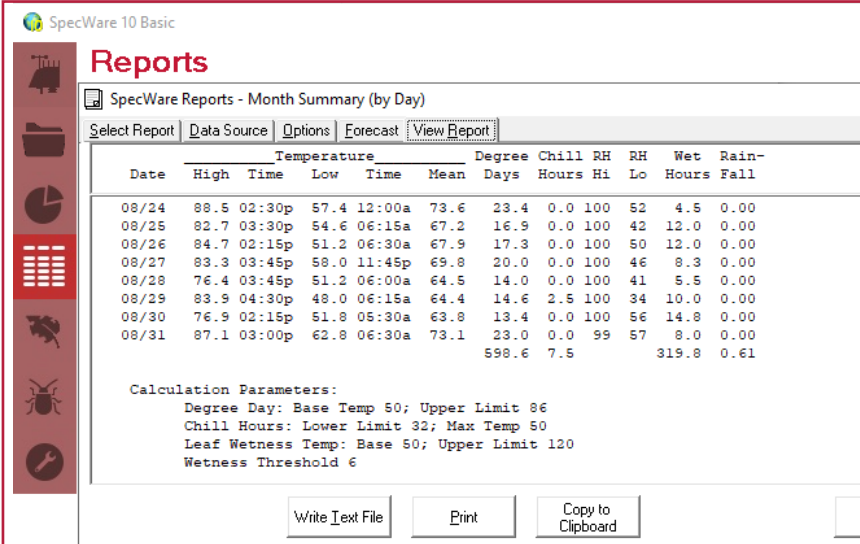 SpecWare 10 Basic
Reports
SpecWare Reports - Month Summary (by Day)
Select Report Data Source Options Forecast View Report
_________Temperature_________ Degree Chill RH RH Wet Rain-
Date High Time Low Time Mean Days Hours Hi Lo Hours Fall
08/24 88.5 02:30p 57.4 12:00a 73.6 23.4 0.0 100 52 4.5 0.00
08/25 82.7 03:30p 54.6 06:15a 67.2 16.9 0.0 100 42 12.0 0.00
08/26 84.7 02:15p 51.2 06:30a 67.9 17.3 0.0 100 50 12.0 0.00
08/27 83.3 03:45p 58.0 11:45p 69.8 20.0 0.0 100 46 8.3 0.00
08/28 76.4 03:45p 51.2 06:00a 64.5 14.0 0.0 100 41 5.5 0.00
08/29 83.9 04:30p 48.0 06:15a 64.4 14.6 2.5 100 34 10.0 0.00
08/30 76.9 02:15p 51.8 05:30a 63.8 13.4 0.0 100 56 14.8 0.00
08/31 87.1 03:00p 62.8 06:30a 73.1 23.0 0.0 99 57 8.0 0.00
598.6 7.5 319.8 0.61
Calculation Parameters:
Degree Day: Base Temp 50; Upper Limit 86
Chill Hours: Lower Limit 32; Max Temp 50
Leaf Wetness Temp: Base 50; Upper Limit 120
Wetness Threshold 6
Write Text File Print Copy to Clipboard